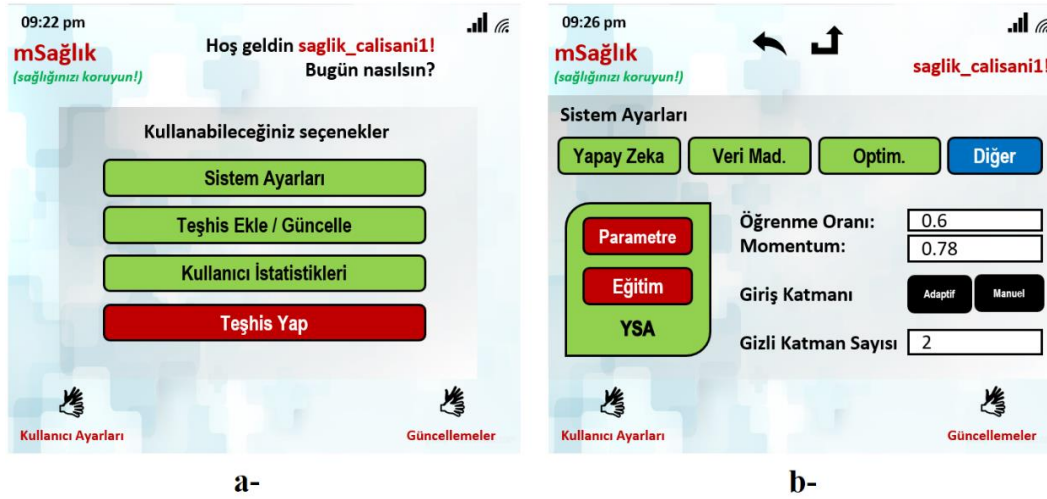 09:22 pm
mSağlık
(sağlığınızı koruyun!)
Hoş geldin saglik_calisani1!
Bugün nasılsın?
Kullanabileceğiniz seçenekler
Sistem Ayarları
Teşhis Ekle / Güncelle
Kullanıcı İstatistikleri
Teşhis Yap
Kullanıcı Ayarları
Güncellemeler
a-
09:26 pm
mSağlık
(sağlığınızı koruyun!)
saglik_calisani1!
Sistem Ayarları
Yapay Zeka
Veri Mad.
Optim.
Diğer
Parametre
Eğitim
YSA
Öğrenme Oranı: 0.6
Momentum: 0.78
Giriş Katmanı Adaptif Manuel
Gizli Katman Sayısı 2
Kullanıcı Ayarları
Güncellemeler
b-